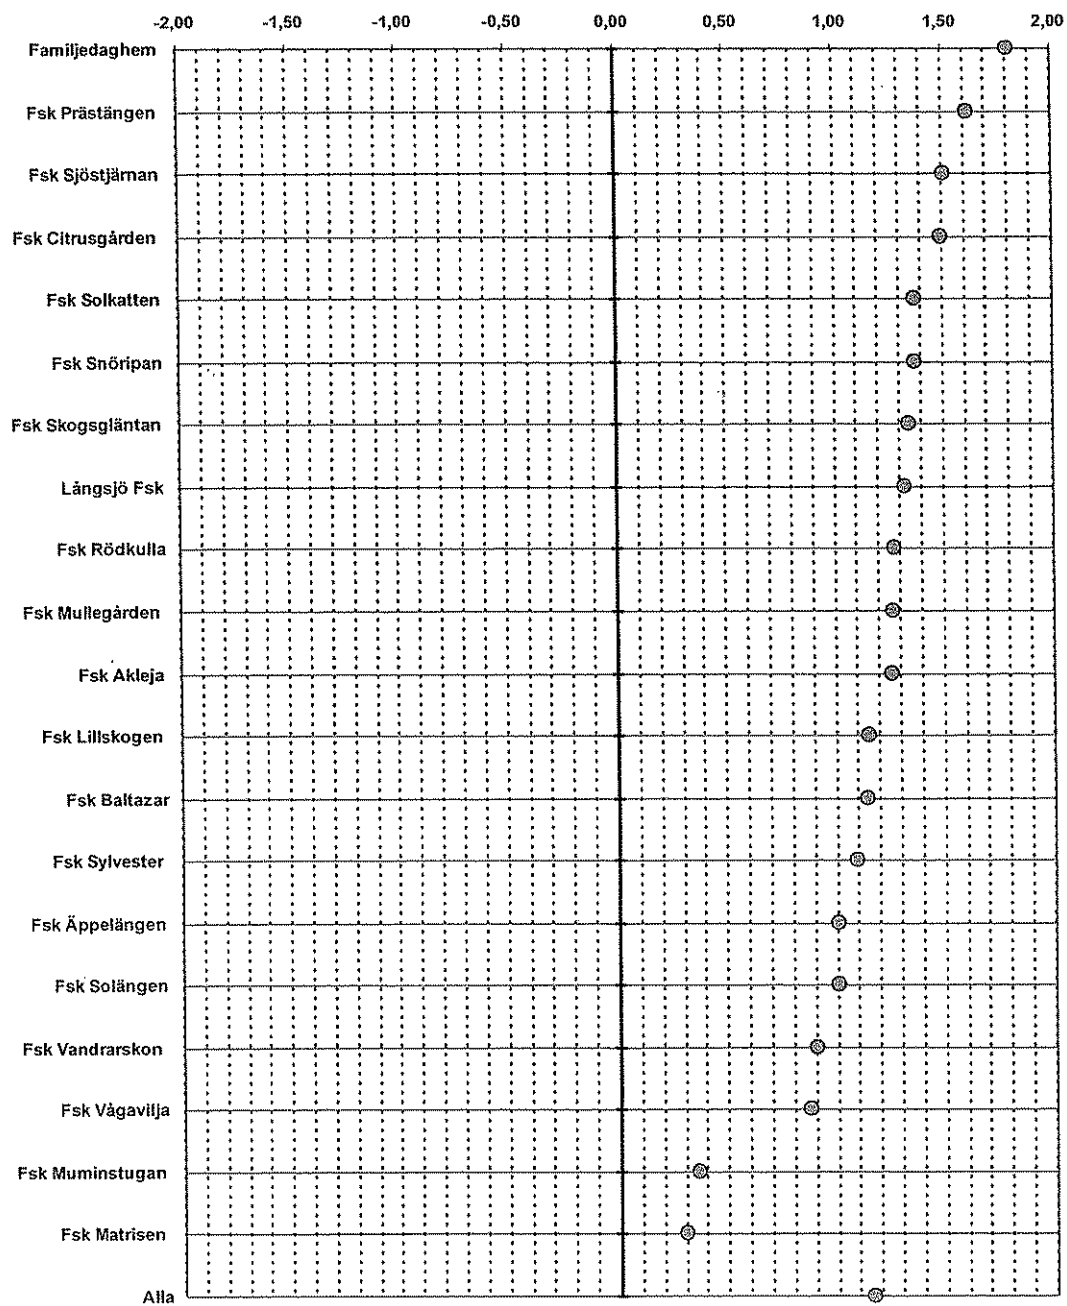 -2,00 -1,50 -1,00 -0,50 0,00 0,50 1,00 1,50 2,00
Familjedaghem
Fsk Prästängen
Fsk Sjöstjärnan
Fsk Citrusgården
Fsk Solkatten
Fsk Snöripan
Fsk Skogsgläntan
Långsjö Fsk
Fsk Rödkulla
Fsk Mullegården
Fsk Akleja
Fsk Lillskogen
Fsk Baltazar
Fsk Sylvester
Fsk Äppelängen
Fsk Solängen
Fsk Vandrarskon
Fsk Vågavilja
Fsk Muminstugan
Fsk Matrisen
Alla